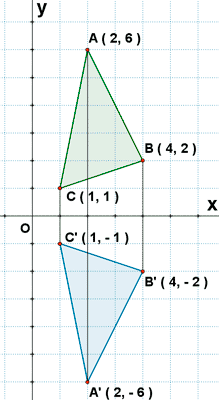 y
A ( 2, 6 )
B ( 4, 2 )
C ( 1, 1 )
x
O
C' ( 1, - 1 )
B' ( 4, - 2 )
A' ( 2, - 6 )